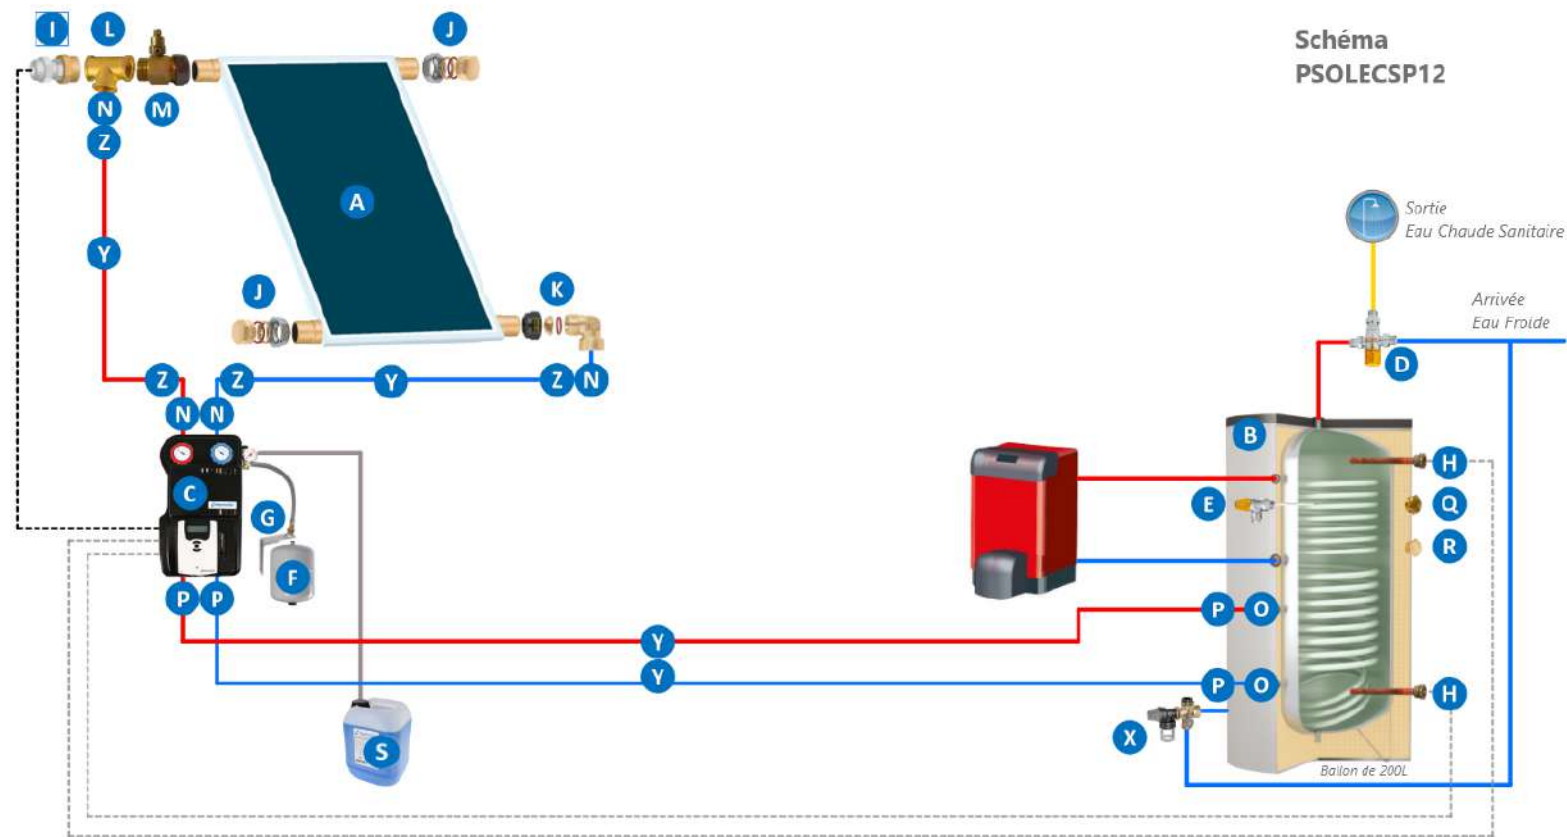 I
L
J
Schéma
PSOLECSP12
N
M
Z
A
Sortie
Eau Chaude Sanitaire
Y
J
K
Arrivée
Eau Froide
D
Z
Z
Y
Z
N
N
N
B
H
C
E
Q
G
R
F
P
P
P
O
Y
Y
P
O
H
X
S
Ballon de 200L